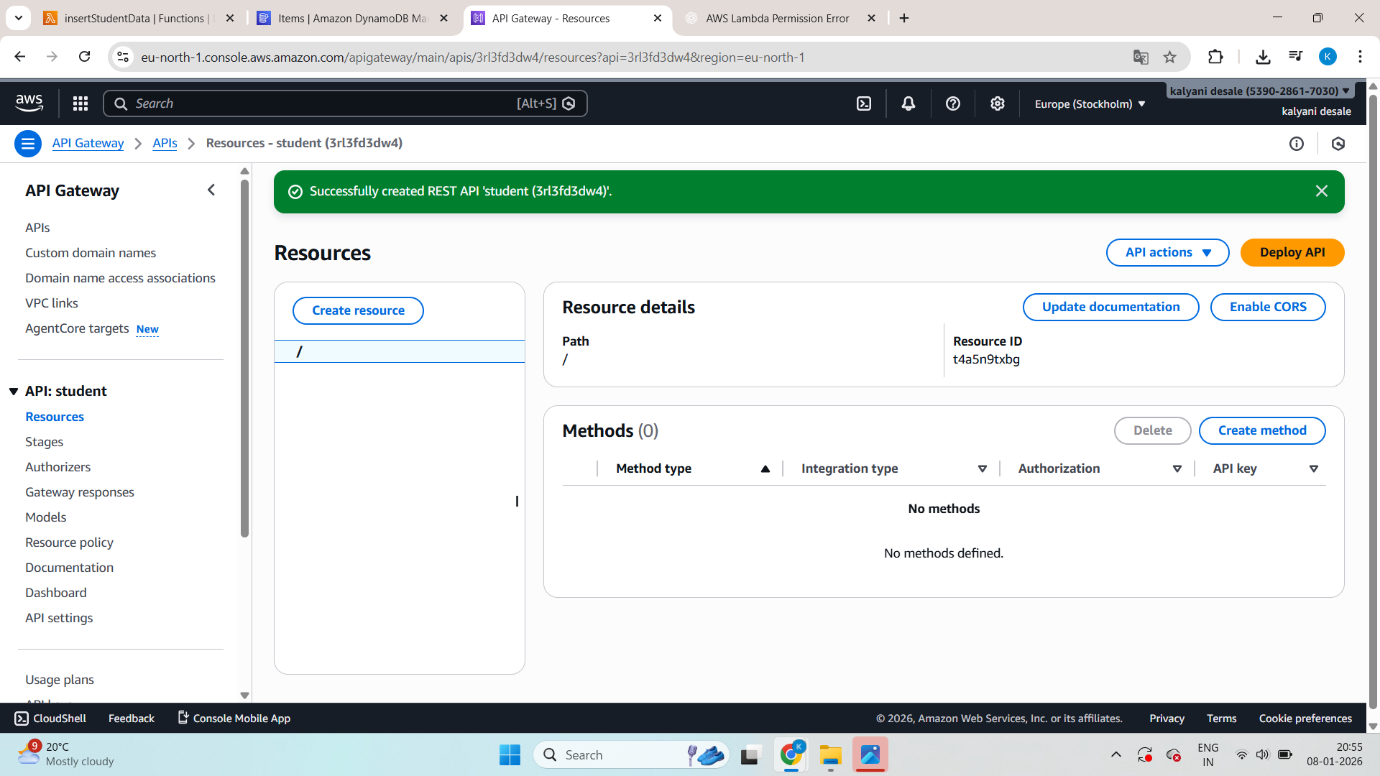 insertStudentData | Functions |
Items | Amazon DynamoDB Ma
API Gateway - Resources
AWS Lambda Permission Error
eu-north-1.console.aws.amazon.com/apigateway/main/apis/3rl3fd3dw4/resources?api=3rl3fd3dw4&region=eu-north-1
K
aws
Search
[Alt+S]
Europe (Stockholm)
kalyani desale (5390-2861-7030)
kalyani desale
API Gateway
APIs
Resources - student (3rl3fd3dw4)
API Gateway
APIs
Custom domain names
Domain name access associations
VPC links
AgentCore targets New
API: student
Resources
Stages
Authorizers
Gateway responses
Models
Resource policy
Documentation
Dashboard
API settings
Usage plans
Successfully created REST API 'student (3rl3fd3dw4)'.
Resources
API actions
Deploy API
Create resource
/
Resource details
Update documentation
Enable CORS
Path
/
Resource ID
t4a5n9txbg
Methods (0)
Delete
Create method
Method type
Integration type
Authorization
API key
No methods
No methods defined.
CloudShell
Feedback
Console Mobile App
© 2026, Amazon Web Services, Inc. or its affiliates.
Privacy
Terms
Cookie preferences
9
20°C
Mostly cloudy
Search
K
ENG
IN
20:55
08-01-2026